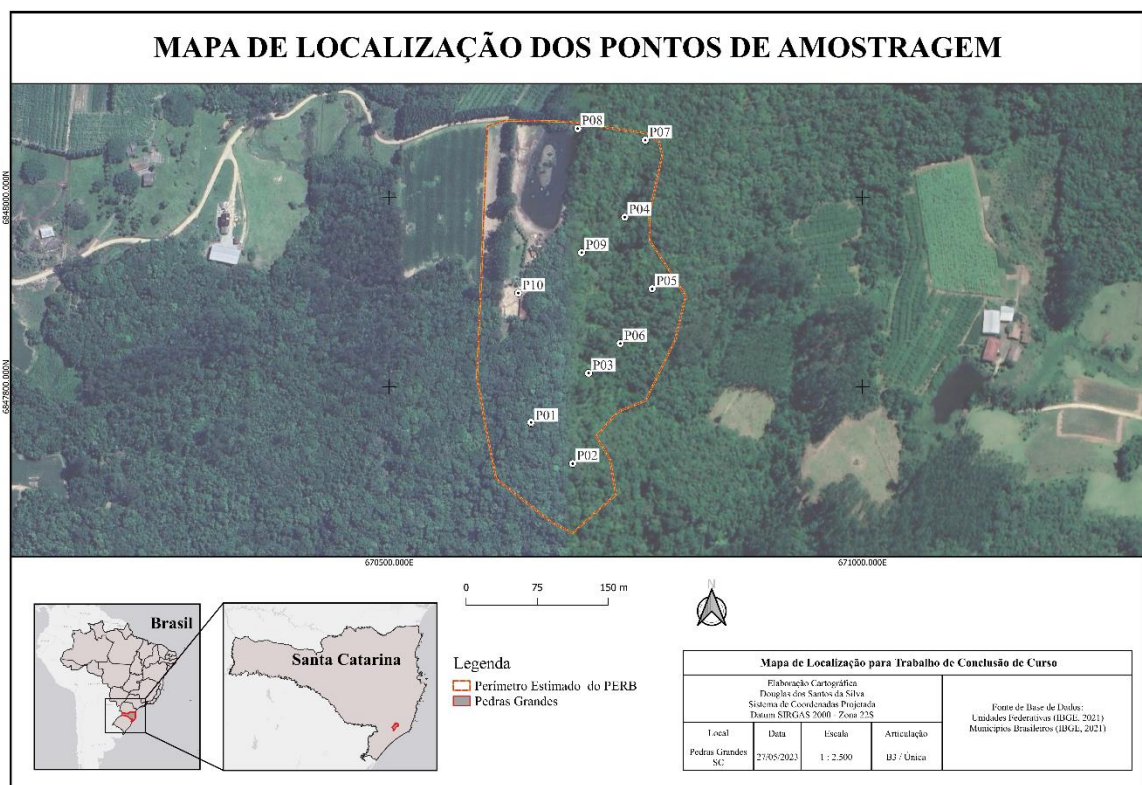 MAPA DE LOCALIZAÇÃO DOS PONTOS DE AMOSTRAGEM
P08
P07
P04
P09
P05
P10
P06
P03
P01
P02
6848000.000N
6847800.000N
670500.000E
671000.000E
0 75 150 m
N
Brasil
Santa Catarina
Legenda
Perímetro Estimado do PERB
Pedras Grandes
Mapa de Localização para Trabalho de Conclusão de Curso
Elaboração Cartográfica
Douglas dos Santos da Silva
Sistema de Coordenadas Projetada
Datum SIRGAS 2000 - Zona 22S
Fonte de Base de Dados:
Unidades Federativas (IBGE, 2021)
Municípios Brasileiros (IBGE, 2021)
Local Data Escala Articulação
Pedras Grandes
SC
27/05/2023 1 : 2.500 B3 / Única